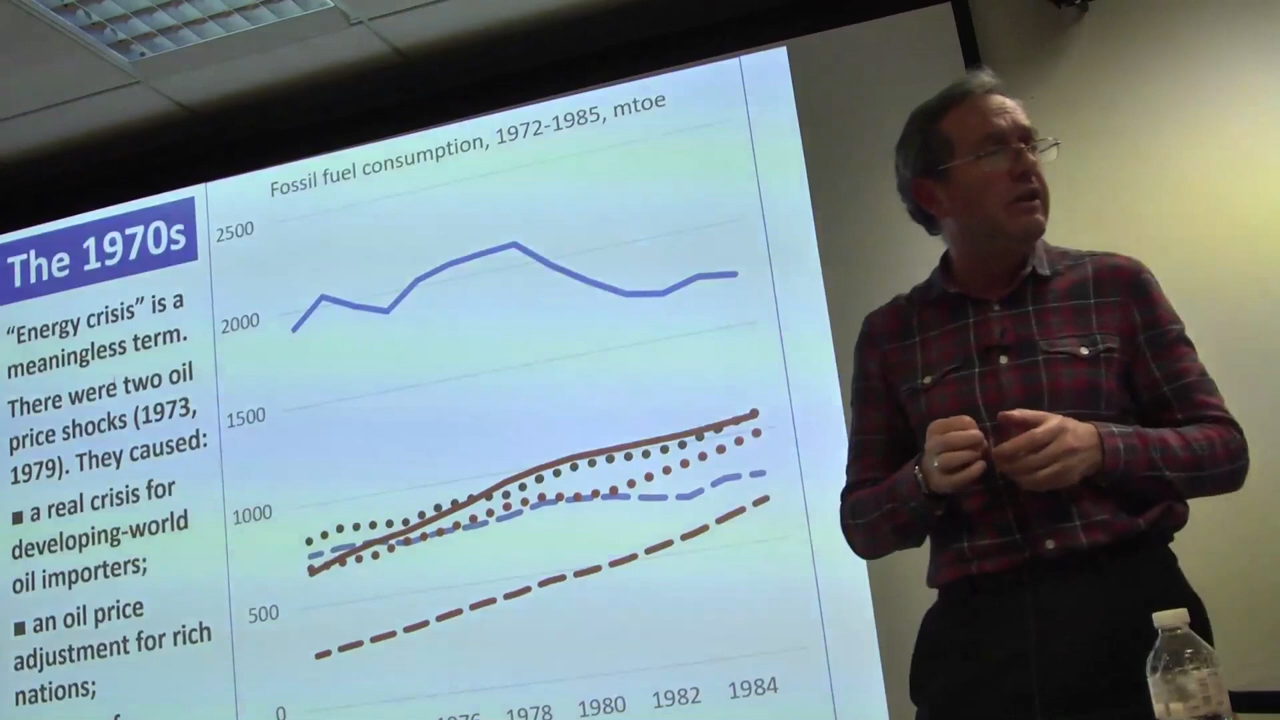 Fossil fuel consumption, 1972-1985, mtoe
The 1970s
“Energy crisis” is a
meaningless term.
There were two oil
price shocks (1973,
1979). They caused:
■ a real crisis for
developing-world
oil importers;
■ an oil price
adjustment for rich
nations;
2500
2000
1500
1000
500
0
1978 1980 1982 1984